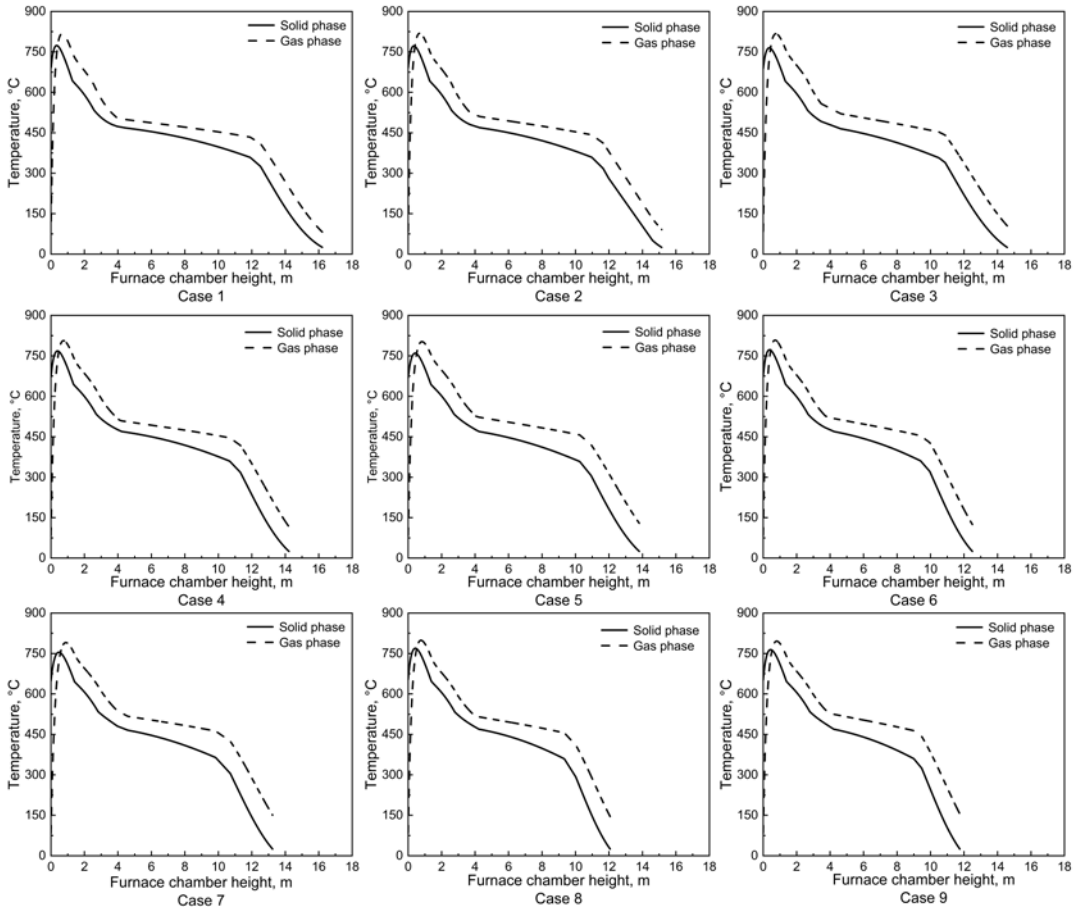 900
750
600
450
300
150
0
Temperature, °C
Solid phase
Gas phase
0 2 4 6 8 10 12 14 16 18
Furnace chamber height, m
Case 1
900
750
600
450
300
150
0
Temperature, °C
Solid phase
Gas phase
0 2 4 6 8 10 12 14 16 18
Furnace chamber height, m
Case 2
900
750
600
450
300
150
0
Temperature, °C
Solid phase
Gas phase
0 2 4 6 8 10 12 14 16 18
Furnace chamber height, m
Case 3
900
750
600
450
300
150
0
Temperature, °C
Solid phase
Gas phase
0 2 4 6 8 10 12 14 16 18
Furnace chamber height, m
Case 4
900
750
600
450
300
150
0
Temperature, °C
Solid phase
Gas phase
0 2 4 6 8 10 12 14 16 18
Furnace chamber height, m
Case 5
900
750
600
450
300
150
0
Temperature, °C
Solid phase
Gas phase
0 2 4 6 8 10 12 14 16 18
Furnace chamber height, m
Case 6
900
750
600
450
300
150
0
Temperature, °C
Solid phase
Gas phase
0 2 4 6 8 10 12 14 16 18
Furnace chamber height, m
Case 7
900
750
600
450
300
150
0
Temperature, °C
Solid phase
Gas phase
0 2 4 6 8 10 12 14 16 18
Furnace chamber height, m
Case 8
900
750
600
450
300
150
0
Temperature, °C
Solid phase
Gas phase
0 2 4 6 8 10 12 14 16 18
Furnace chamber height, m
Case 9